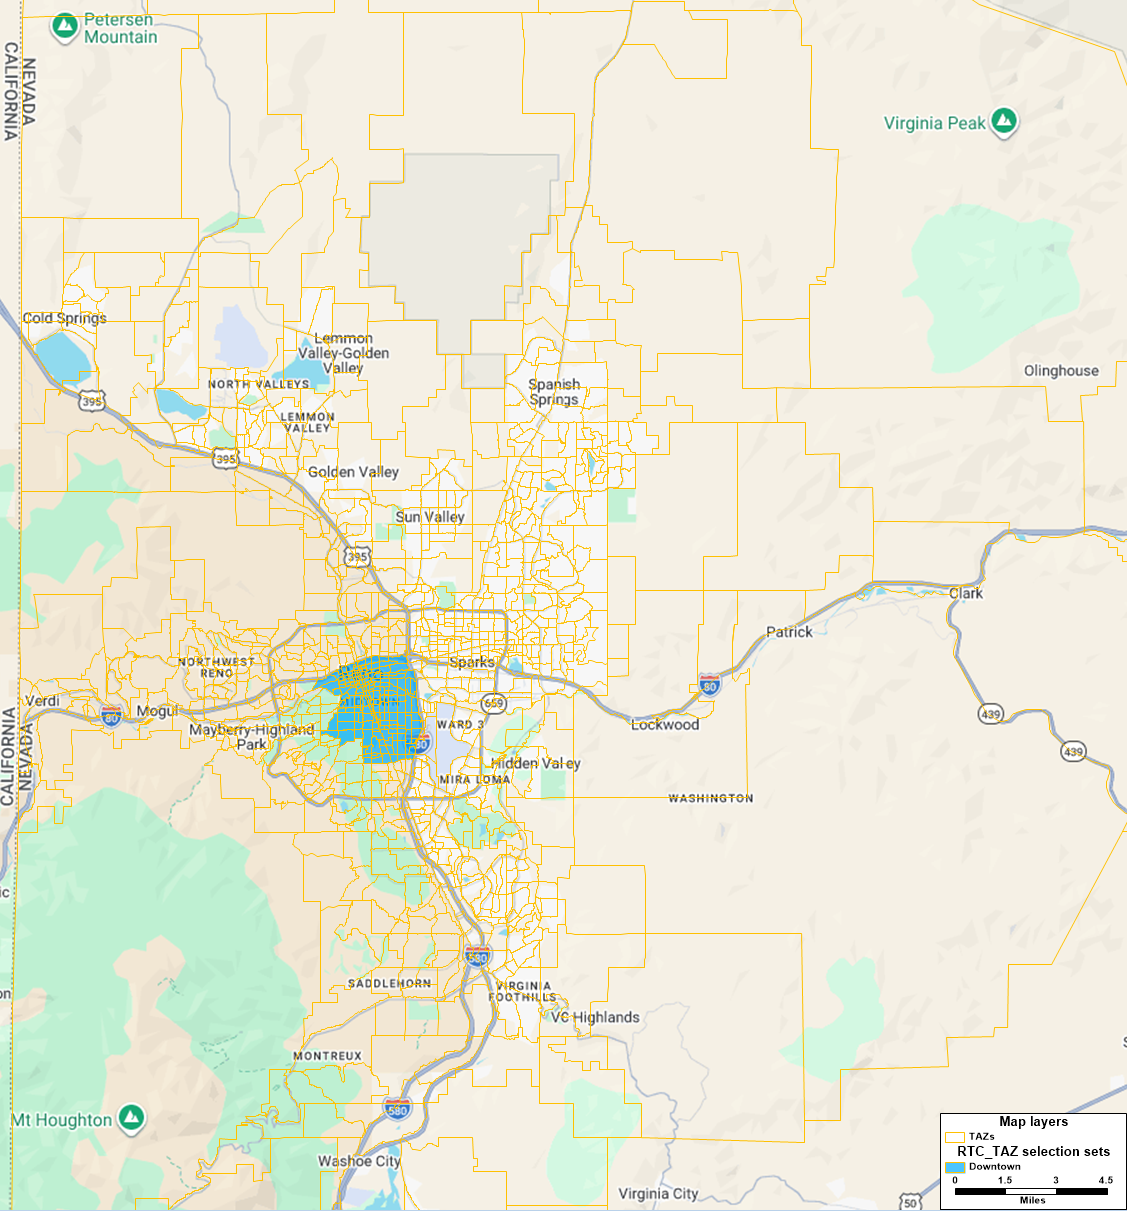 Petersen
Mountain
NEVADA
CALIFORNIA
Virginia Peak
Cold Springs
Lemmon
Valley-Golden
Valley
NORTH VALLEYS
Olinghouse
Spanish
Springs
395
LEMMON
VALLEY
395
Golden Valley
Sun Valley
395
Clark
Patrick
Sparks
NORTHWEST
RENO
80
Verdi
Mogul
80
659
439
WARD 3
Lockwood
Mayberry-Highland
Park
80
439
CALIFORNIA
NEVADA
Hidden Valley
MIRA LOMA
WASHINGTON
ic
580
SADDLEHORN
VIRGINIA
FOOTHILLS
on
VC Highlands
MONTREUX
S
580
Mt Houghton
Washoe City
Virginia City
50
Map layers
TAZs
RTC_TAZ selection sets
Downtown
0 1.5 3 4.5
Miles